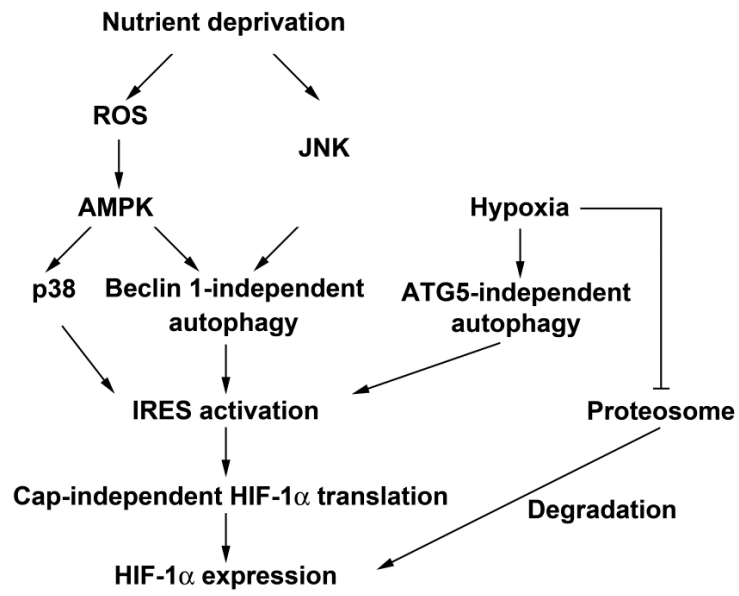 Nutrient deprivation
ROS
JNK
AMPK
Hypoxia
p38
Beclin 1-independent
autophagy
ATG5-independent
autophagy
IRES activation
Proteosome
Cap-independent HIF-1α translation
Degradation
HIF-1α expression